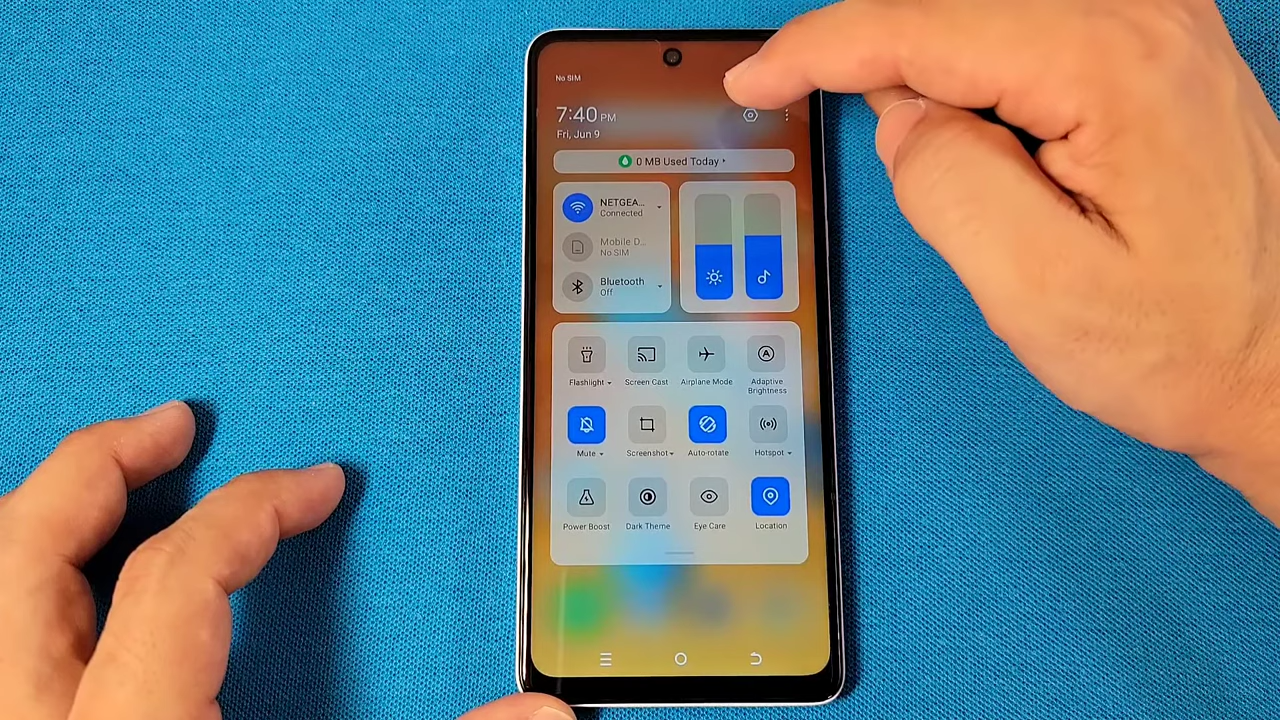 No SIM
7:40 PM
Fri, Jun 9
0 MB Used Today
NETGEA...
Connected
Mobile D...
No SIM
Bluetooth
Off
Flashlight
Screen Cast
Airplane Mode
Adaptive
Brightness
Mute
Screenshot
Auto-rotate
Hotspot
Power Boost
Dark Theme
Eye Care
Location